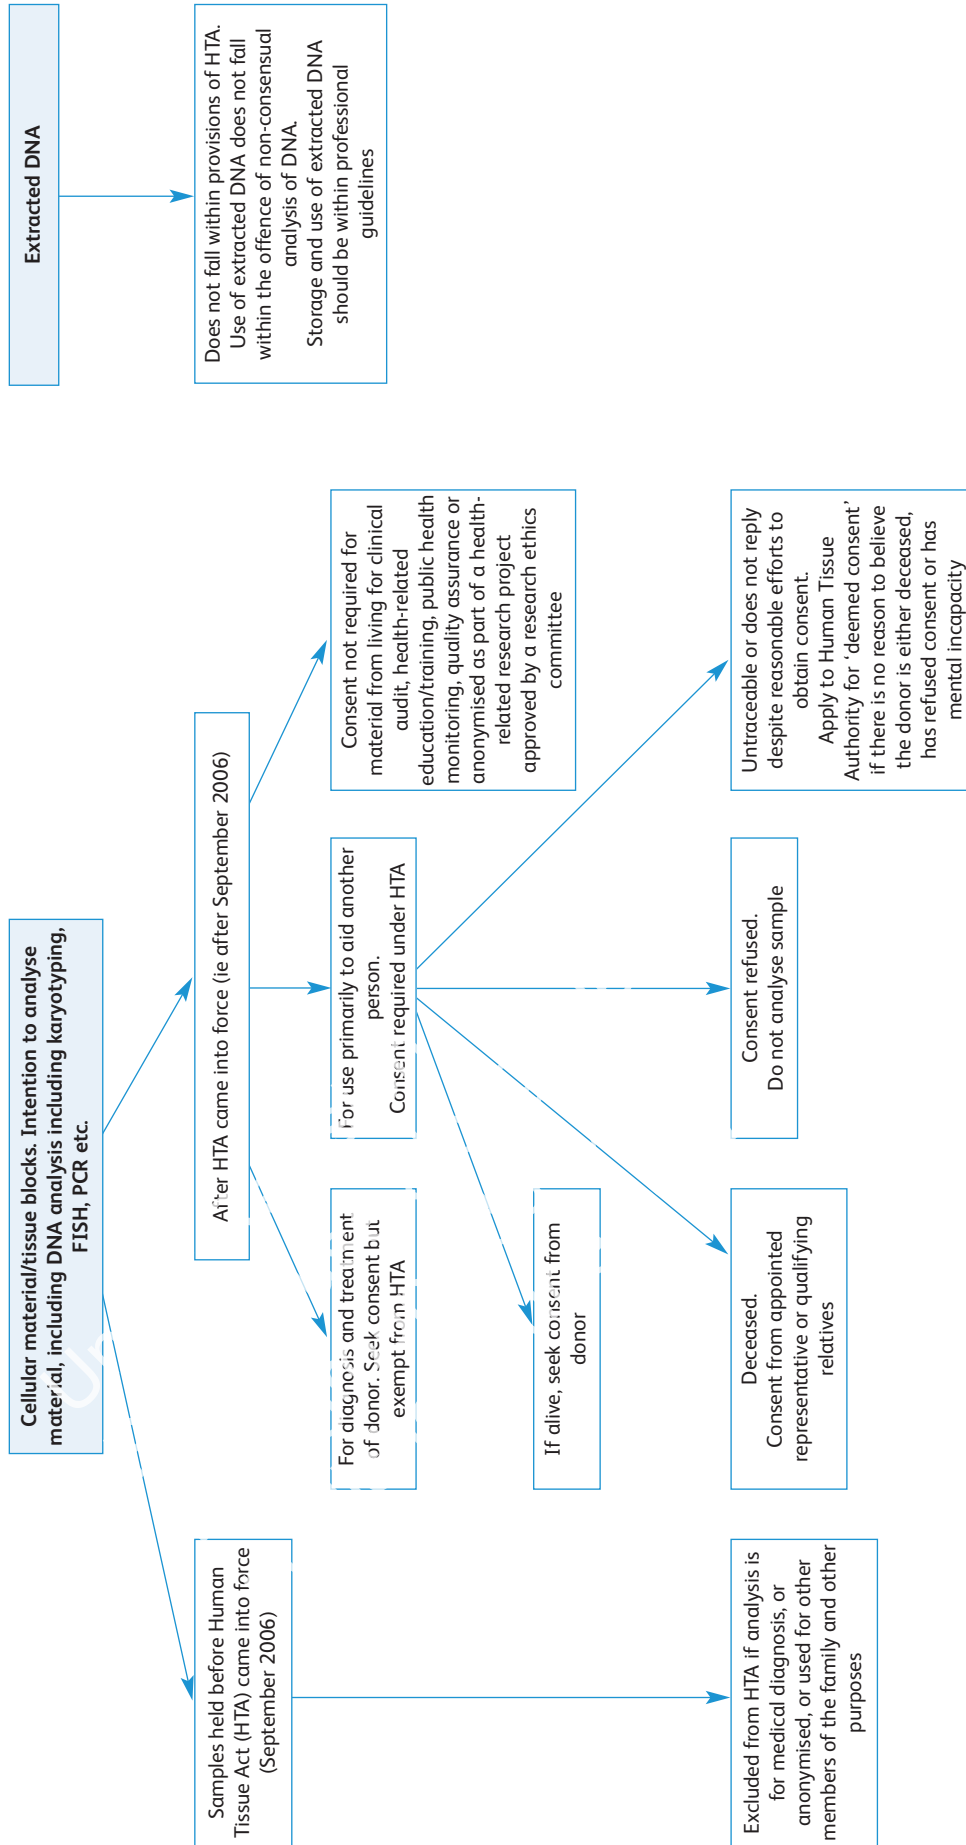 Cellular material/tissue blocks. Intention to analyse
material, including DNA analysis including karyotyping,
FISH, PCR etc.
Extracted DNA
Samples held before Human
Tissue Act (HTA) came into force
(September 2006)
After HTA came into force (ie after September 2006)
Does not fall within provisions of HTA.
Use of extracted DNA does not fall
within the offence of non-consensual
analysis of DNA.
Storage and use of extracted DNA
should be within professional
guidelines
For diagnosis and treatment
of donor. Seek consent but
exempt from HTA
For use primarily to aid another
person.
Consent required under HTA
Consent not required for
material from living for clinical
audit, health-related
education/training, public health
monitoring, quality assurance or
anonymised as part of a health-
related research project
approved by a research ethics
committee
If alive, seek consent from
donor
Excluded from HTA if analysis is
for medical diagnosis, or
anonymised, or used for other
members of the family and other
purposes
Deceased.
Consent from appointed
representative or qualifying
relatives
Consent refused.
Do not analyse sample
Untraceable or does not reply
despite reasonable efforts to
obtain consent.
Apply to Human Tissue
Authority for ‘deemed consent’
if there is no reason to believe
the donor is either deceased,
has refused consent or has
mental incapacity